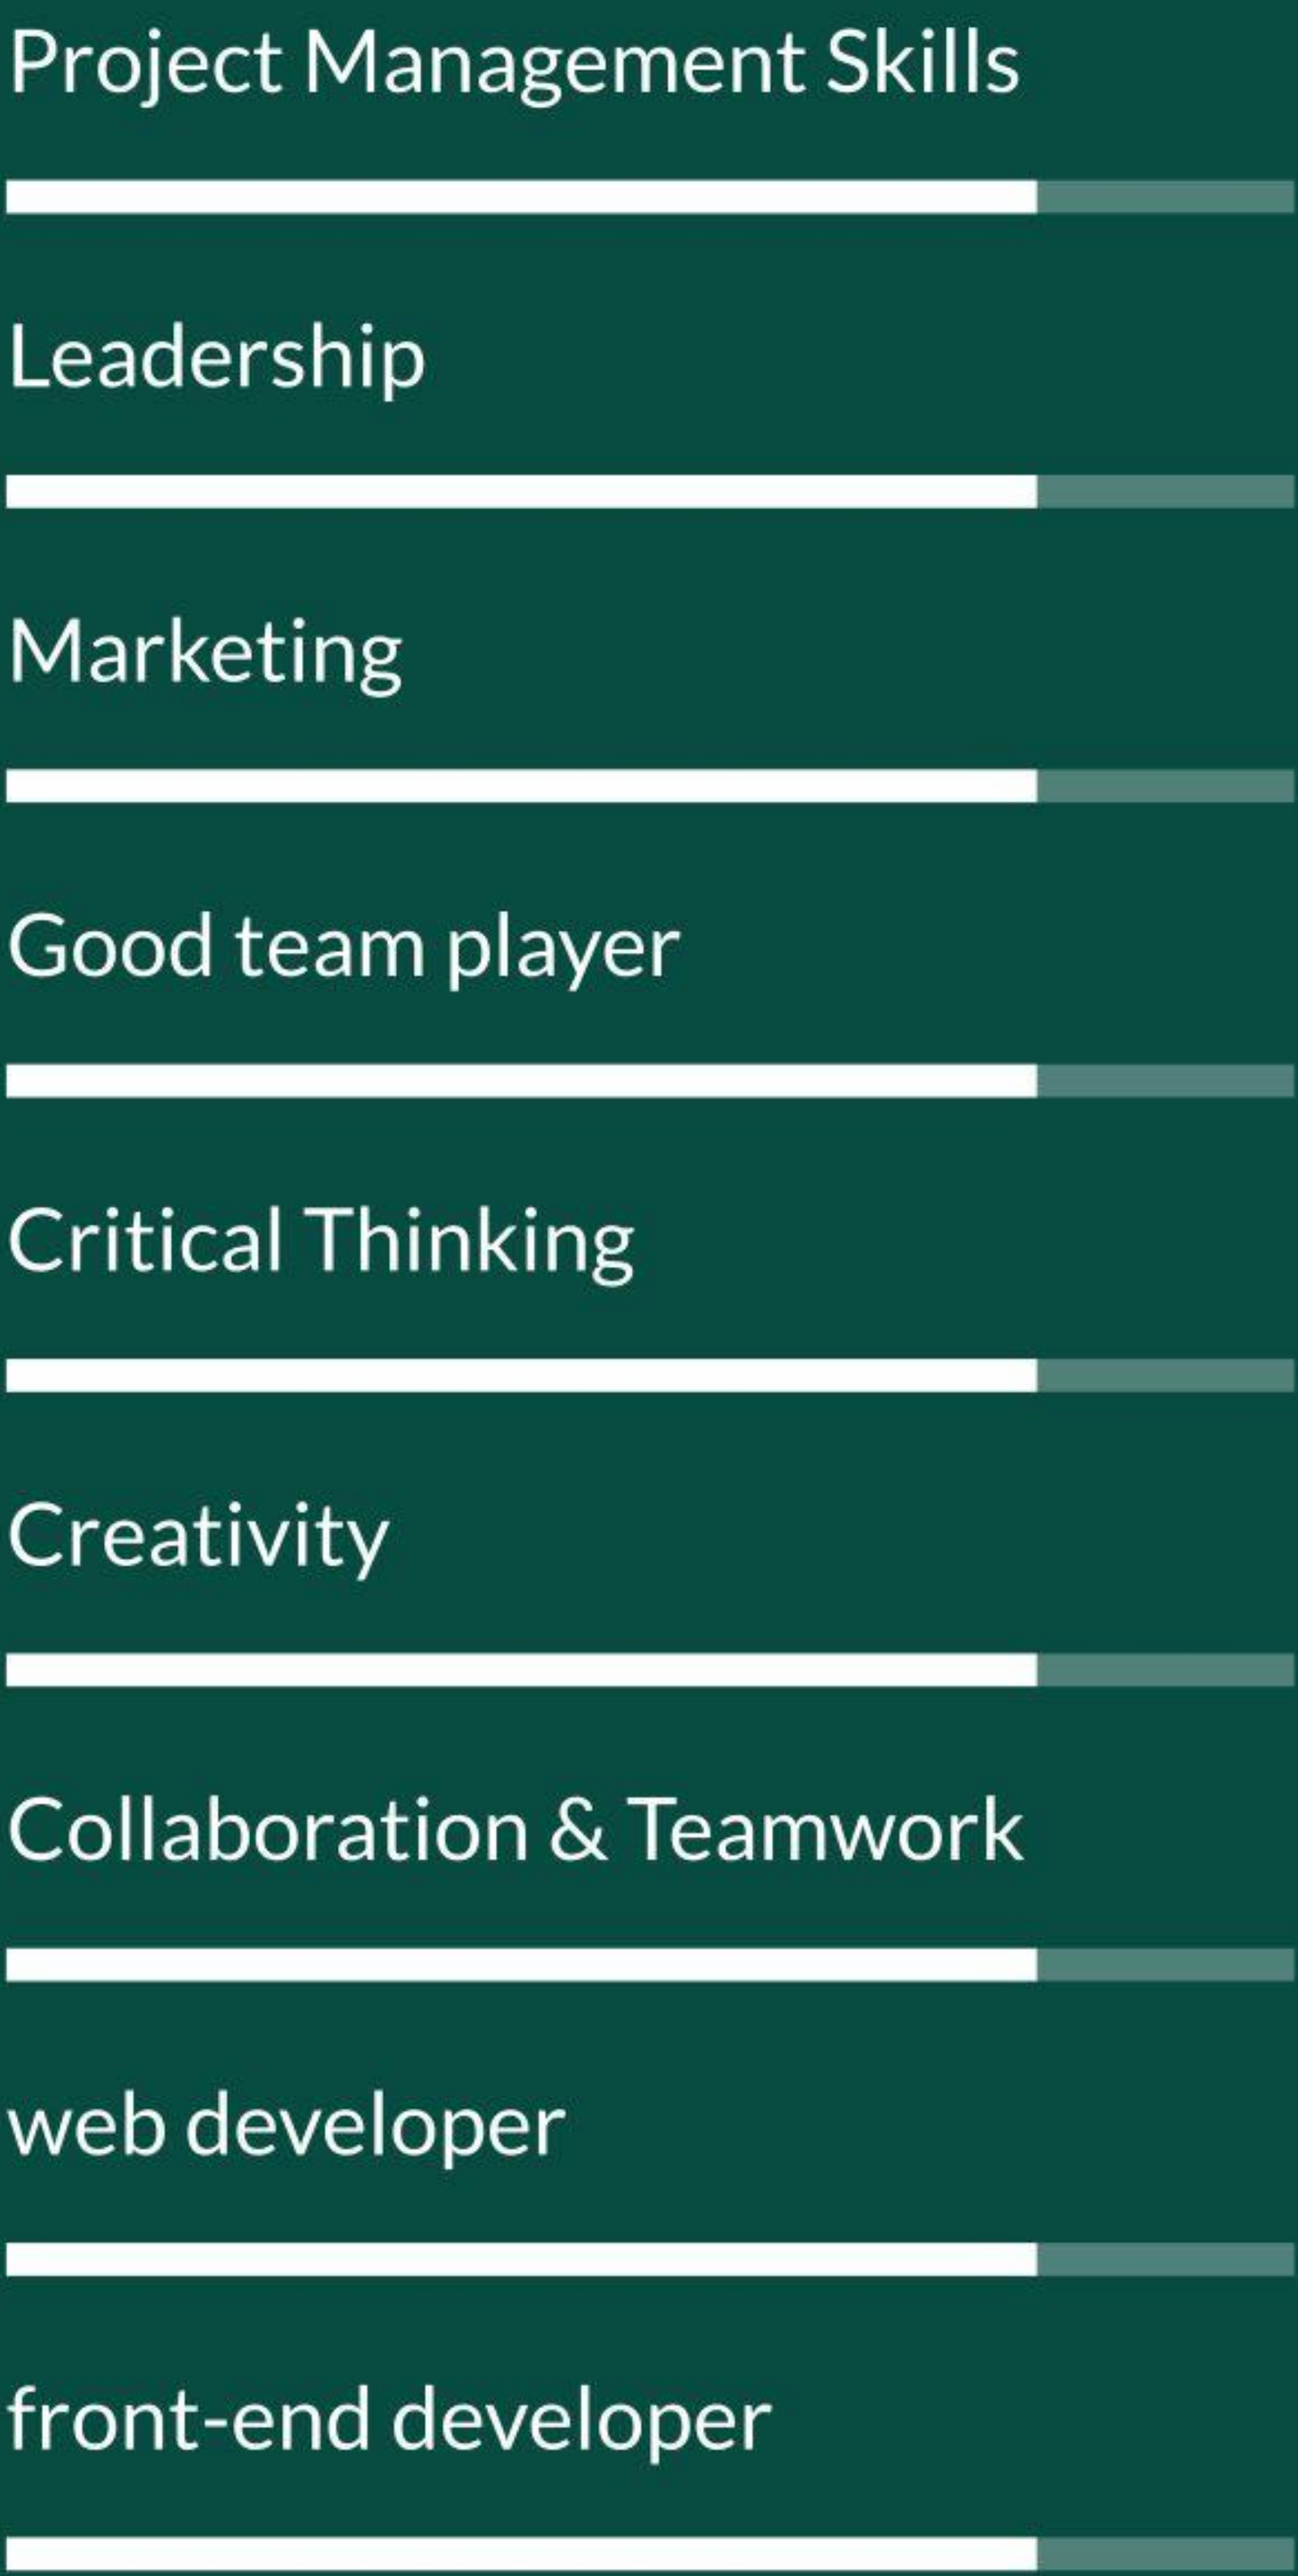 Project Management Skills
Leadership
Marketing
Good team player
Critical Thinking
Creativity
Collaboration & Teamwork
web developer
front-end developer